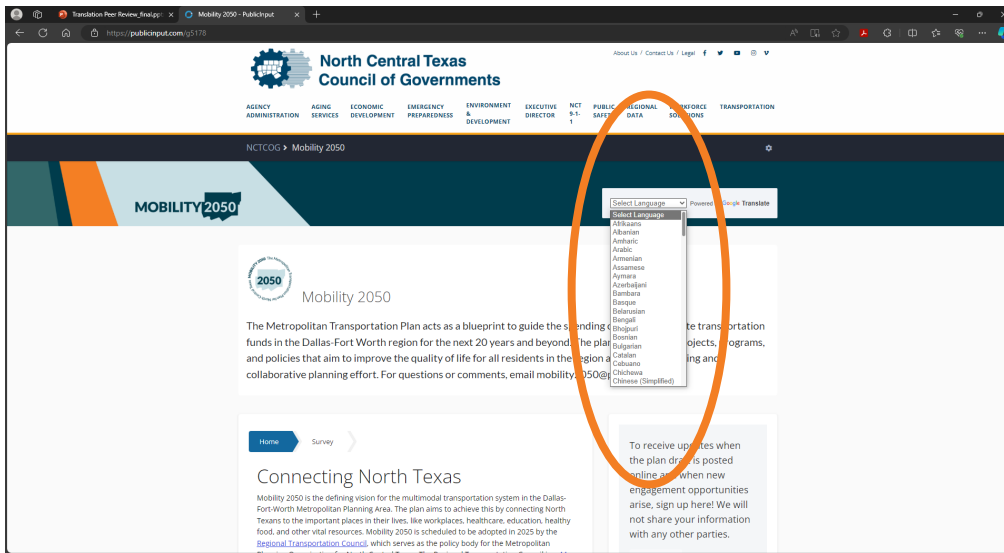 Translation Peer Review_final.ppt
Mobility 2050 - PublicInput
https://publicinput.com/g5178
North Central Texas
Council of Governments
About Us / Contact Us / Legal
AGENCY
ADMINISTRATION
AGING
SERVICES
ECONOMIC
DEVELOPMENT
EMERGENCY
PREPAREDNESS
ENVIRONMENT
&
DEVELOPMENT
EXECUTIVE
DIRECTOR
NCT
9-1-
1
PUBLIC
REGIONAL
DATA
TRANSPORTATION
NCTCOG > Mobility 2050
MOBILITY 2050
Select Language
Powered
Google Translate
Select Language
Afrikaans
Albanian
Amharic
Arabic
Armenian
Assamese
Aymara
Azerbaijani
Bambara
Basque
Belarusian
Bengali
Bhojpuri
Bosnian
Bulgarian
Catalan
Cebuano
Chichewa
Chinese (Simplified)
2050
Mobility 2050
The Metropolitan Transportation Plan acts as a blueprint to guide the spending
funds in the Dallas-Fort Worth region for the next 20 years and beyond. The
and policies that aim to improve the quality of life for all residents in the region
collaborative planning effort. For questions or comments, email
Home
Survey
Connecting North Texas
Mobility 2050 is the defining vision for the multimodal transportation system in the Dallas-
Fort-Worth Metropolitan Planning Area. The plan aims to achieve this by connecting North
Texans to the important places in their lives, like workplaces, healthcare, education, healthy
food, and other vital resources. Mobility 2050 is scheduled to be adopted in 2025 by the
Regional Transportation Council, which serves as the policy body for the Metropolitan
To receive updates when
the plan draft is posted
online and when new
engagement opportunities
arise, sign up here! We will
not share your information
with any other parties.